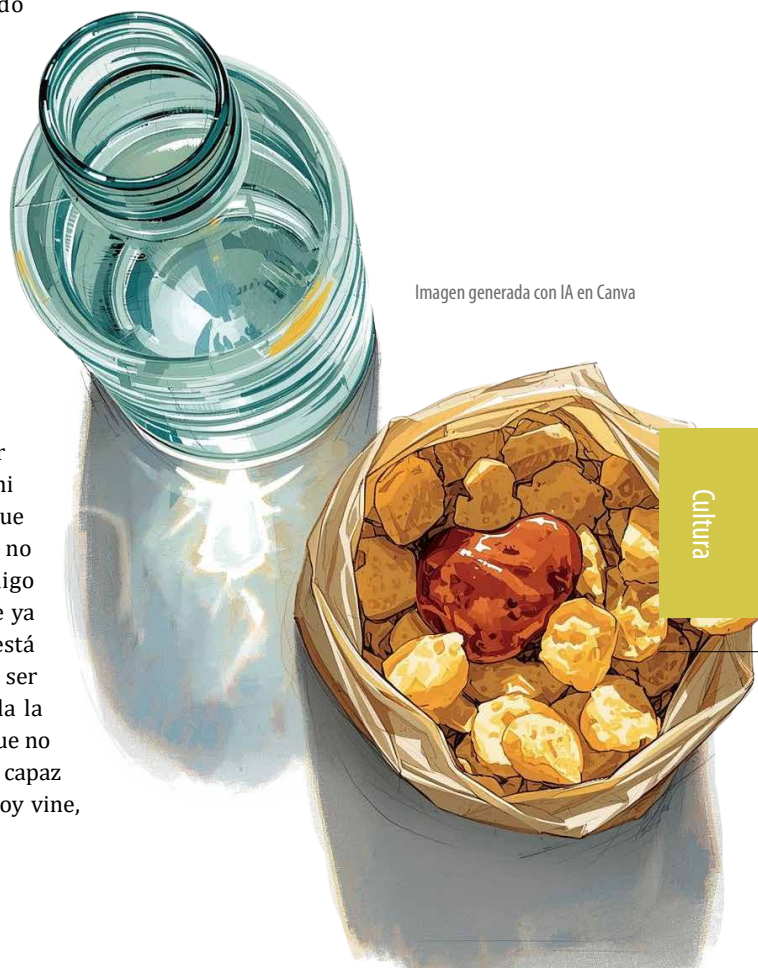 do
Imagen generada con IA en Canva
r
ni
ue
no
igo
e ya
está
ser
la la
ue no
capaz
oy vine,
Cultura